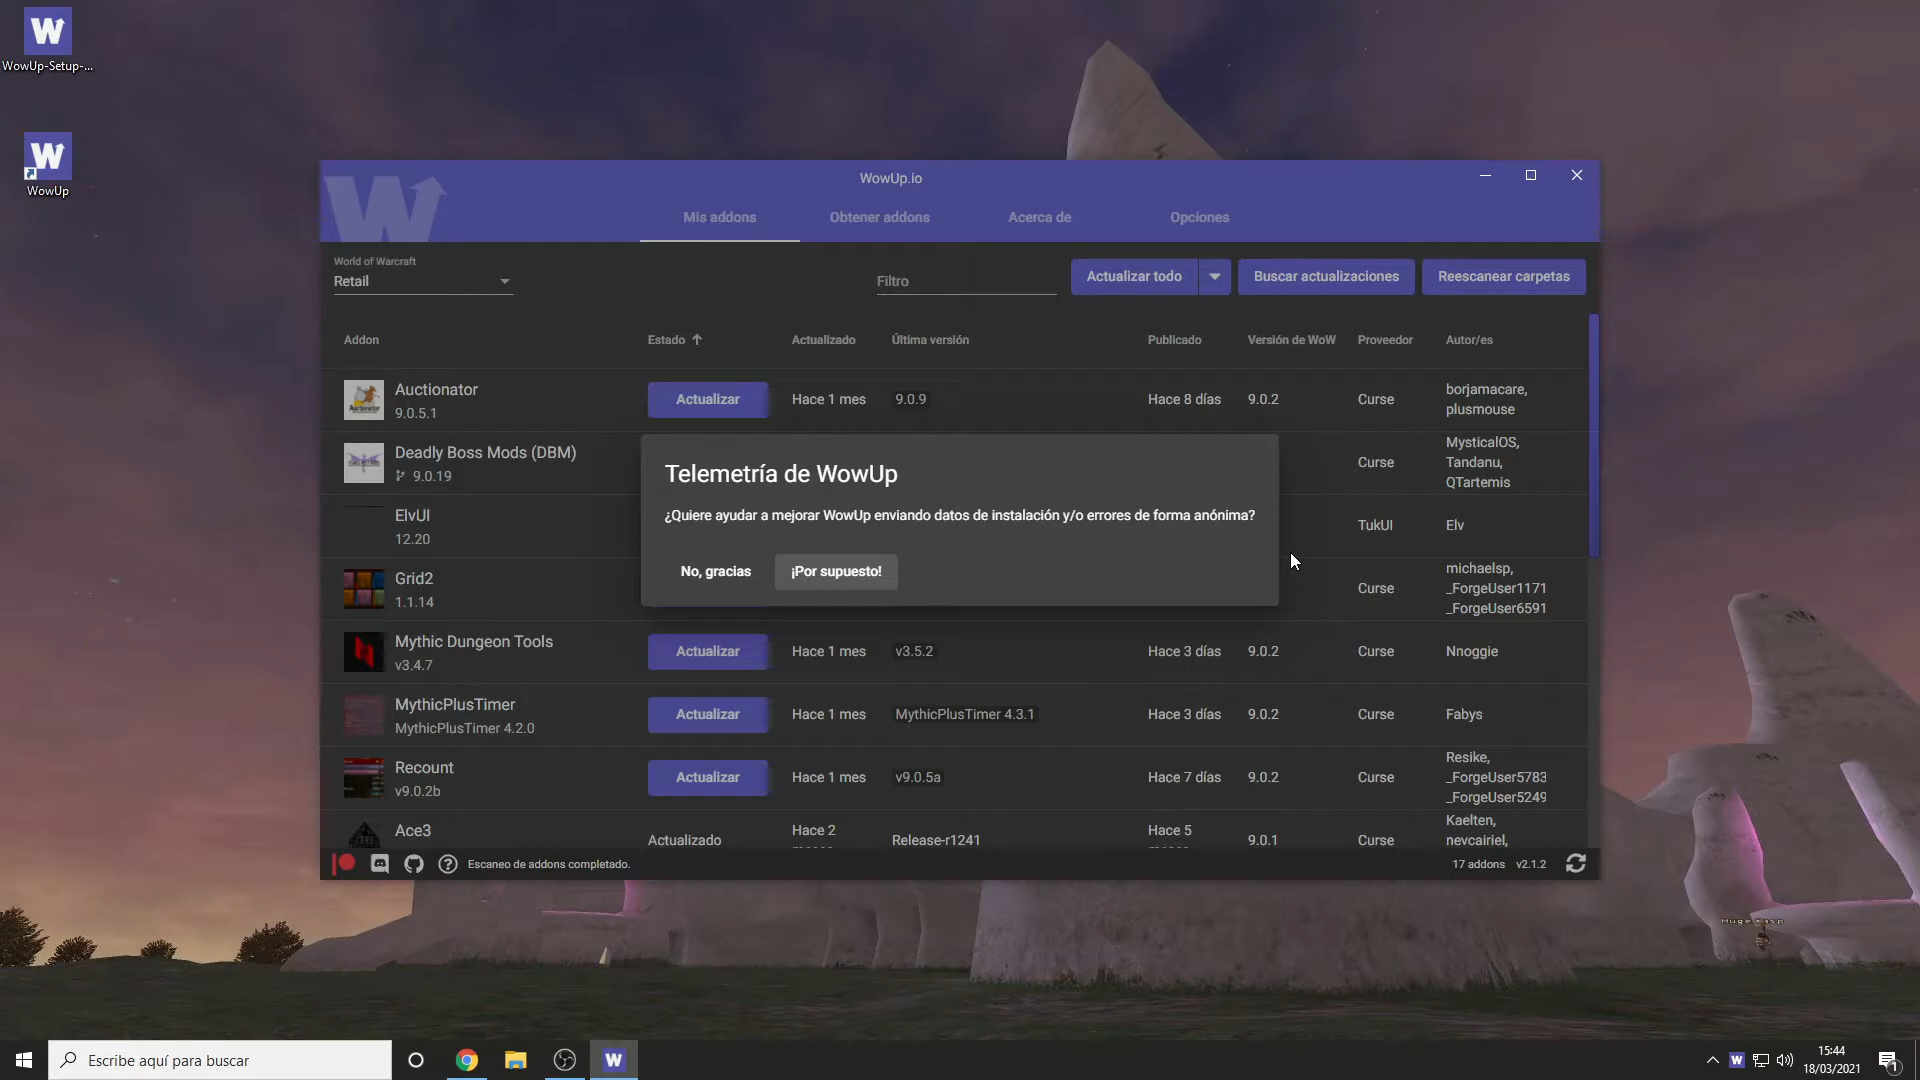 WowUp-Setup-...
WowUp
WowUp.io
Mis addons
Obtener addons
Acerca de
Opciones
World of Warcraft
Retail
Filtro
Actualizar todo
Buscar actualizaciones
Reescanear carpetas
Addon
Estado
Actualizado
Última versión
Publicado
Versión de WoW
Proveedor
Autor/es
Auctionator
9.0.5.1
Actualizar
Hace 1 mes
9.0.9
Hace 8 días
9.0.2
Curse
borjamacare,
plusmouse
Deadly Boss Mods (DBM)
9.0.19
Curse
MysticalOS,
Tandanu,
QTartemis
ElvUI
12.20
TukUI
Elv
Grid2
1.1.14
Curse
michaelsp,
_ForgeUser1171
_ForgeUser6591
Telemetría de WowUp
¿Quiere ayudar a mejorar WowUp enviando datos de instalación y/o errores de forma anónima?
No, gracias
¡Por supuesto!
Mythic Dungeon Tools
v3.4.7
Actualizar
Hace 1 mes
v3.5.2
Hace 3 días
9.0.2
Curse
Nnoggie
MythicPlusTimer
MythicPlusTimer 4.2.0
Actualizar
Hace 1 mes
MythicPlusTimer 4.3.1
Hace 3 días
9.0.2
Curse
Fabys
Recount
v9.0.2b
Actualizar
Hace 1 mes
v9.0.5a
Hace 7 días
9.0.2
Curse
Resike,
_ForgeUser5783
_ForgeUser5249
Ace3
Actualizado
Hace 2
Release-r1241
Hace 5
9.0.1
Curse
Kaelten,
nevcairiel,
Escaneo de addons completado.
17 addons
v2.1.2
Huge Wasp
Escribe aquí para buscar
15:44
18/03/2021
1